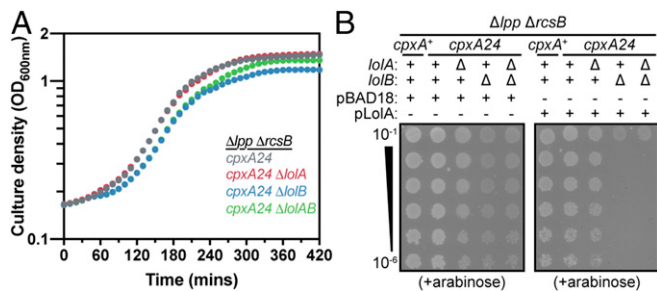 A
Culture density (OD600nm)
2
1
0.1
0 60 120 180 240 300 360 420
Time (mins)
Δlpp ΔrcsB
cpxA24
cpxA24 ΔlolA
cpxA24 ΔlolB
cpxA24 ΔlolAB
B
Δlpp ΔrcsB
cpxA+ cpxA24 cpxA+ cpxA24
lolA: + + Δ + Δ + + Δ + Δ
lolB: + + + Δ Δ + + + Δ Δ
pBAD18: + + + + + - - - - -
pLolA: - - - - - + + + + +
10-1
10-6
(+arabinose) (+arabinose)